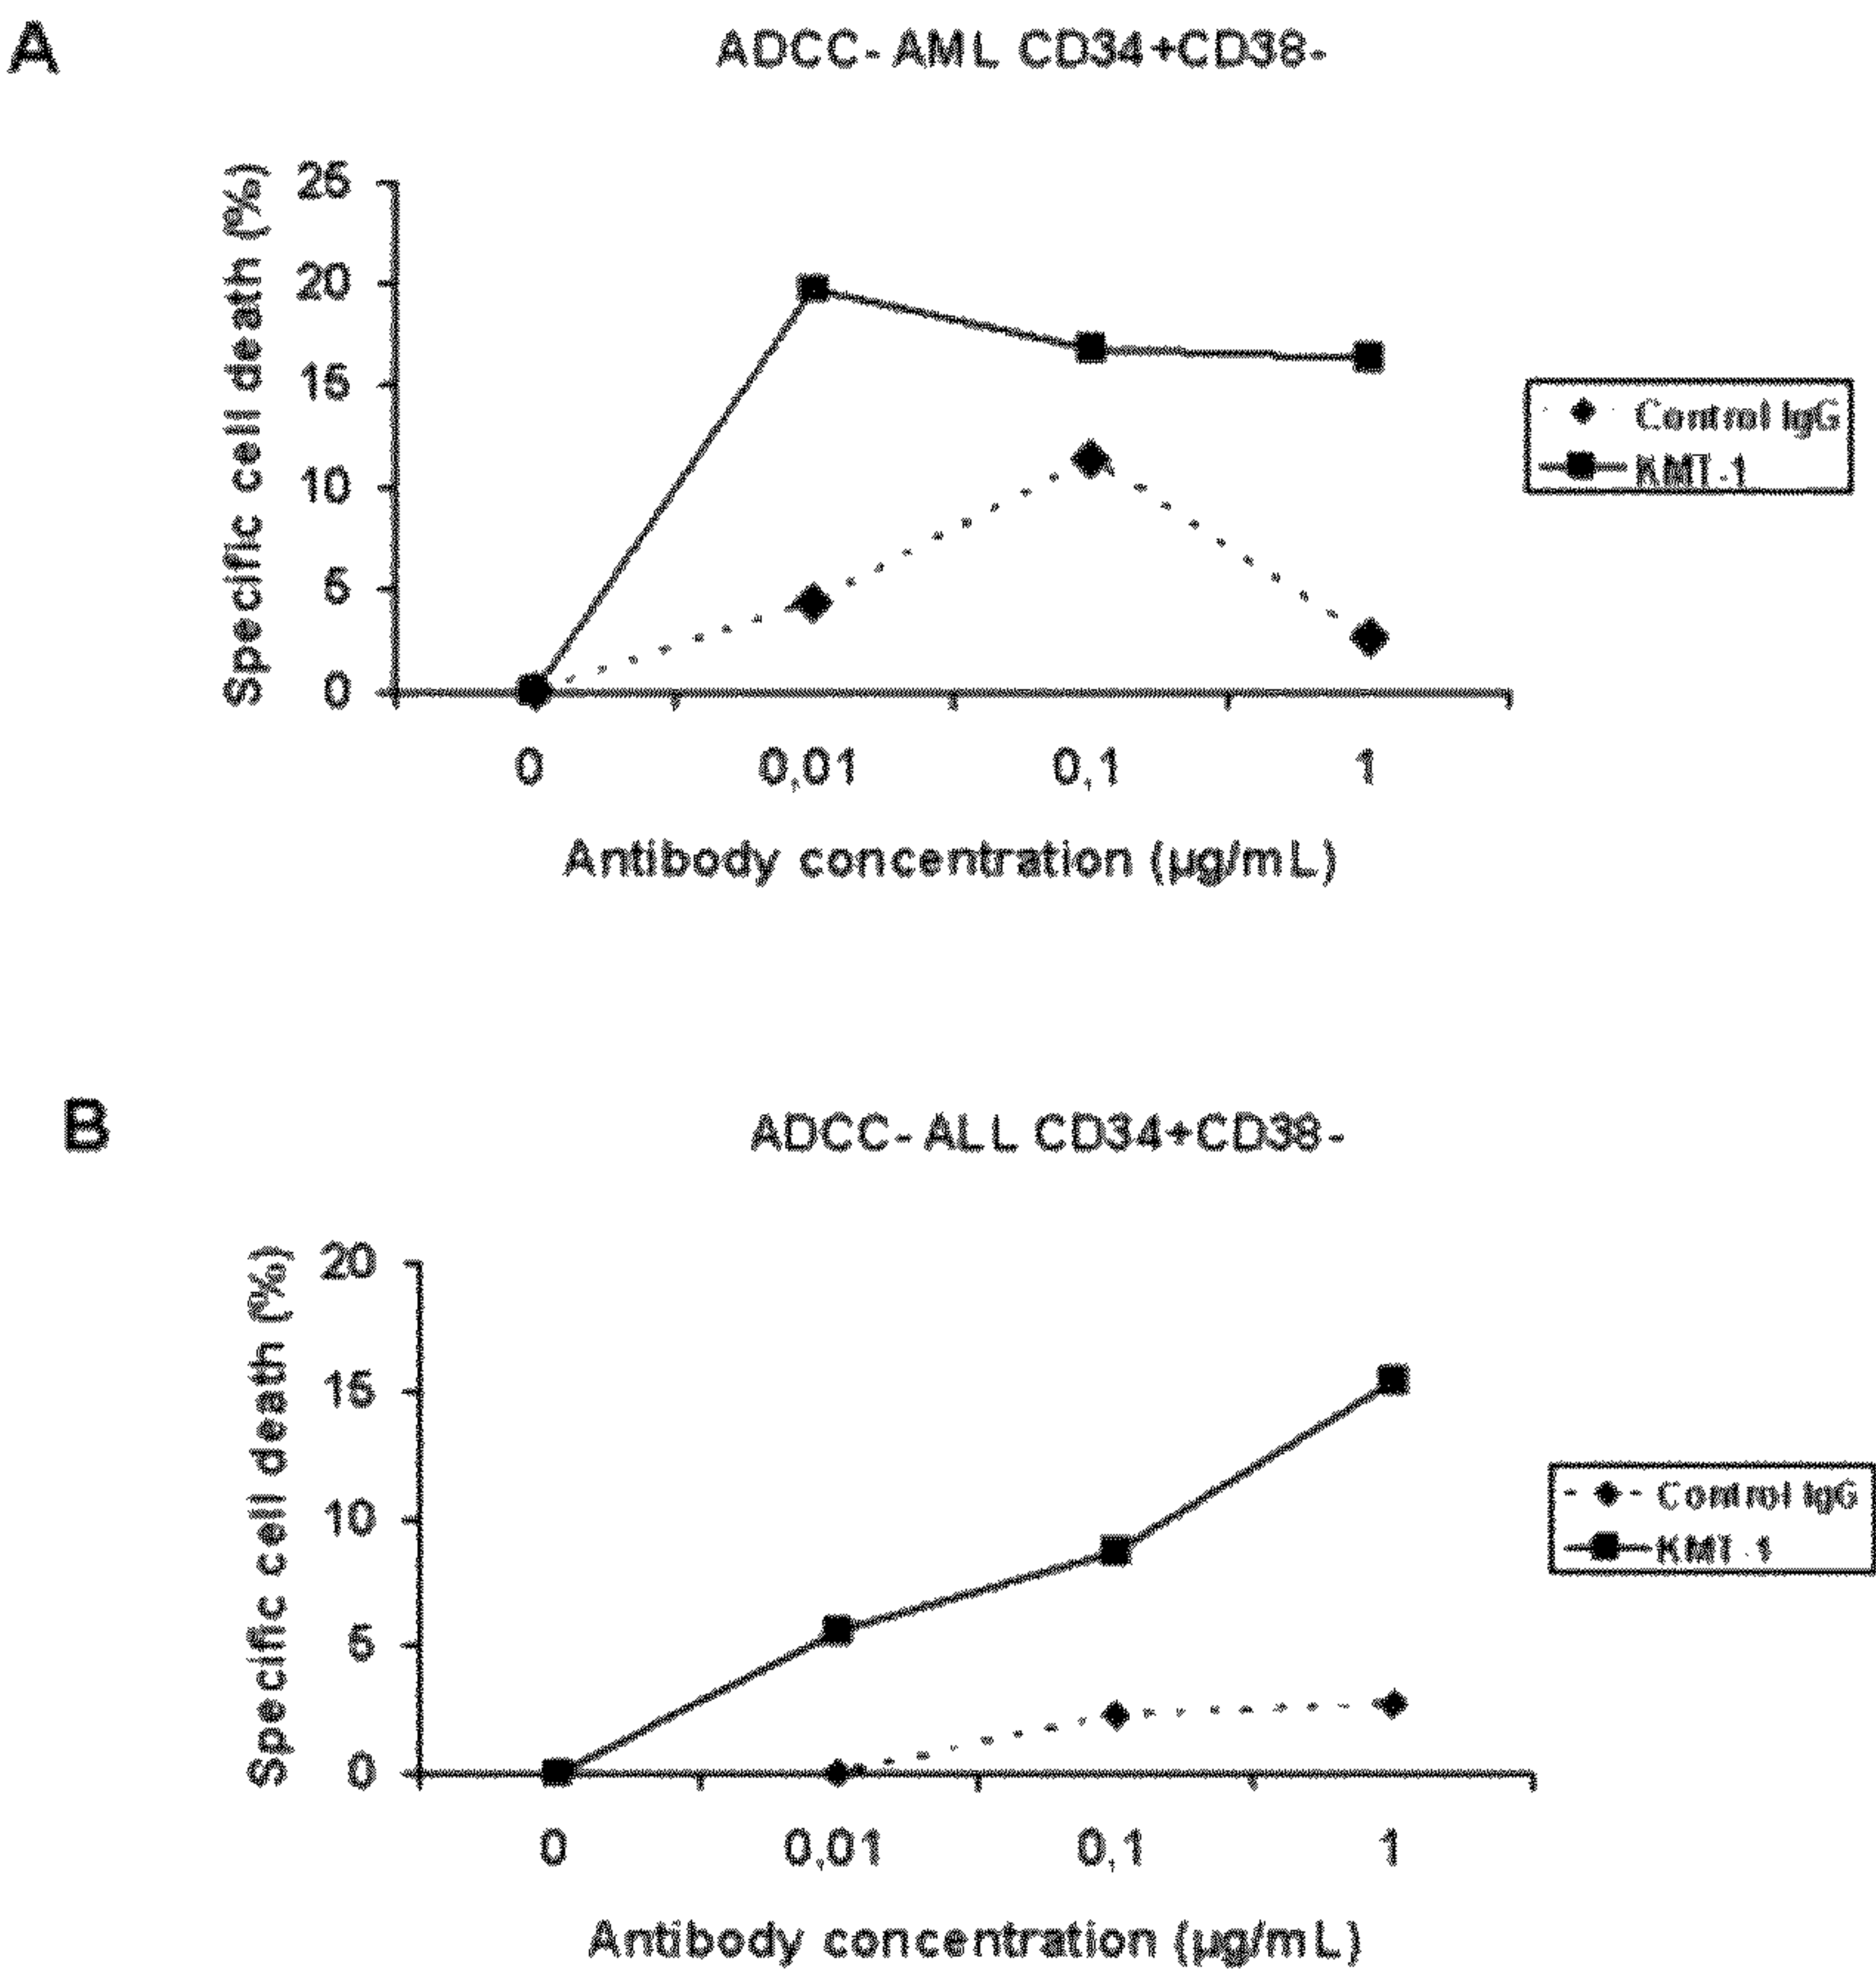 A
ADCC- AML CD34+CD38-
Specific cell death (%)
25
20
15
10
5
0
0
0,01
0,1
1
Antibody concentration (µg/mL)
Control IgG
KMT-1
B
ADCC- ALL CD34+CD38-
Specific cell death (%)
20
15
10
5
0
0
0,01
0,1
1
Antibody concentration (µg/mL)
Control IgG
KMT-1